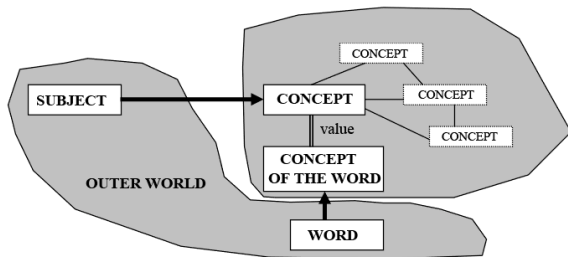 CONCEPT
SUBJECT
CONCEPT
CONCEPT
value
CONCEPT
CONCEPT
OF THE WORD
OUTER WORLD
WORD